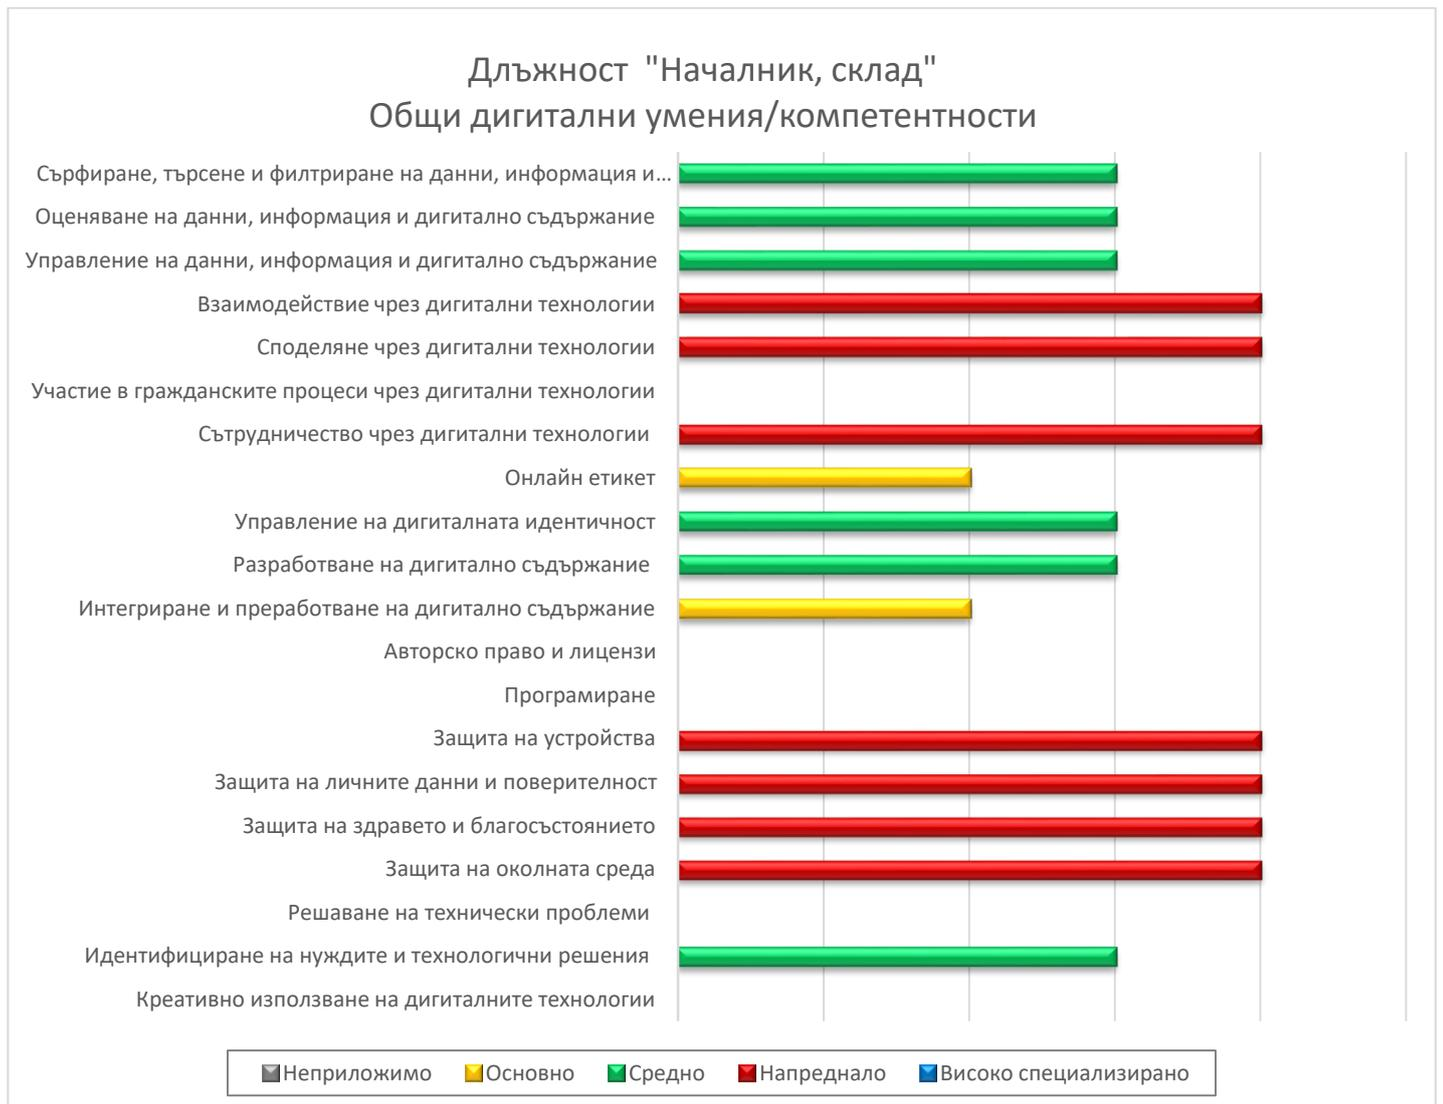 Длъжност "Началник, склад"
Общи дигитални умения/компетентности
Сърфиране, търсене и филтриране на данни, информация и...
Оценяване на данни, информация и дигитално съдържание
Управление на данни, информация и дигитално съдържание
Взаимодействие чрез дигитални технологии
Споделяне чрез дигитални технологии
Участие в гражданските процеси чрез дигитални технологии
Сътрудничество чрез дигитални технологии
Онлайн етикет
Управление на дигиталната идентичност
Разработване на дигитално съдържание
Интегриране и преработване на дигитално съдържание
Авторско право и лицензи
Програмиране
Защита на устройства
Защита на личните данни и поверителност
Защита на здравето и благосъстоянието
Защита на околната среда
Решаване на технически проблеми
Идентифициране на нуждите и технологични решения
Креативно използване на дигиталните технологии
Неприложимо Основно Средно Напреднало Високо специализирано